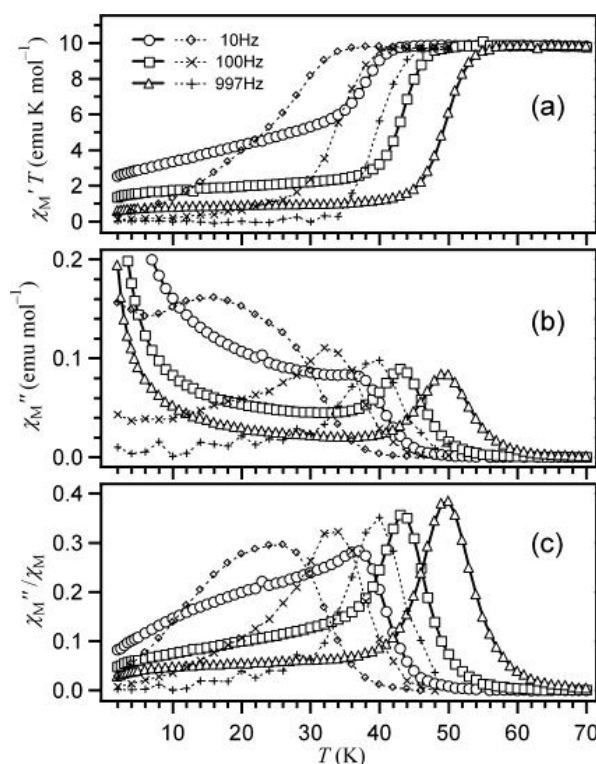 10Hz
100Hz
997Hz
(a)
χM′T (emu K mol⁻¹)
10
8
6
4
2
0
(b)
χM″ (emu mol⁻¹)
0.2
0.1
0.0
(c)
χM″/χM
0.4
0.3
0.2
0.1
0.0
10 20 30 40 50 60 70
T (K)